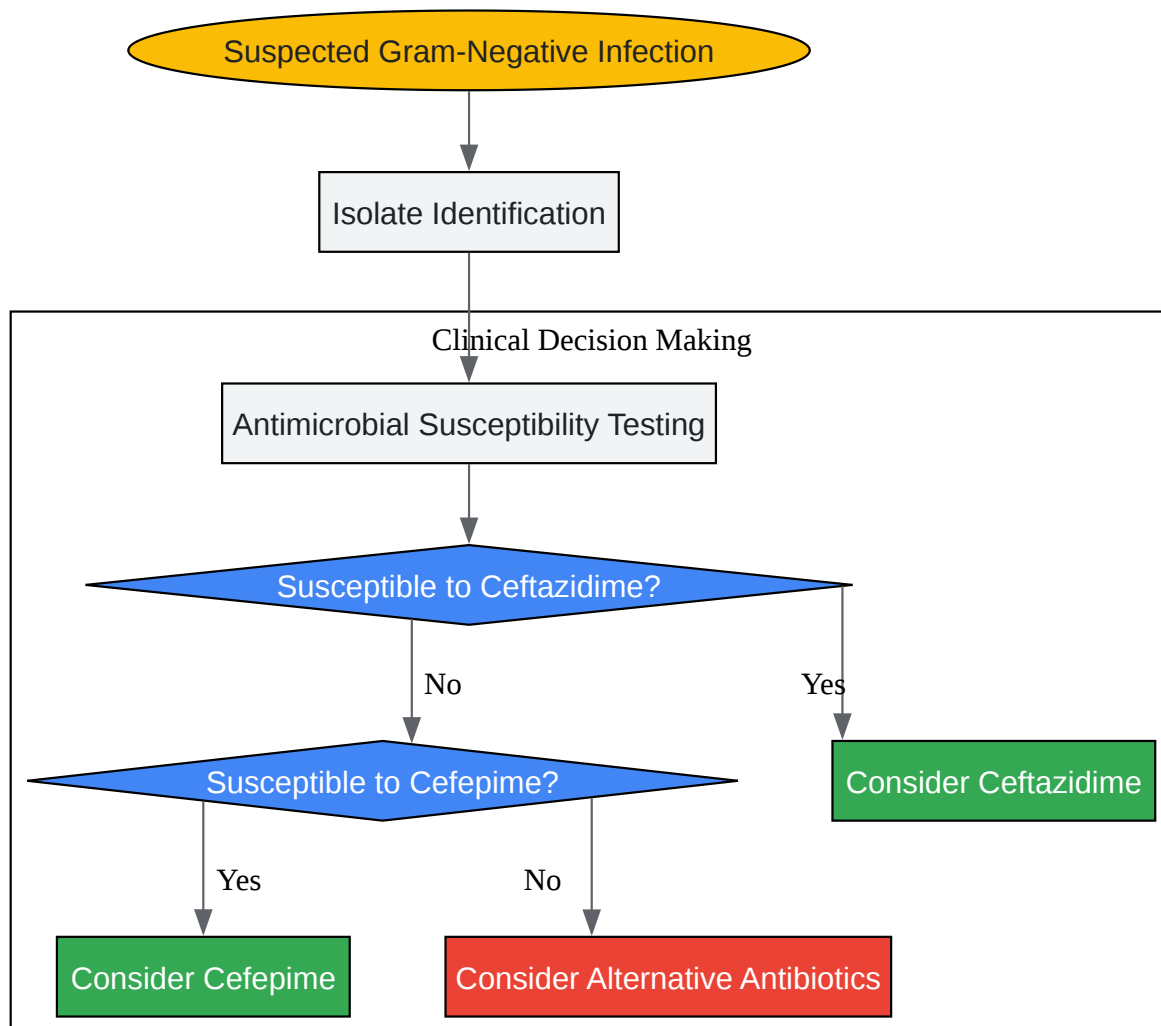 Suspected Gram-Negative Infection
Isolate Identification
Clinical Decision Making
Antimicrobial Susceptibility Testing
Susceptible to Ceftazidime?
No
Yes
Susceptible to Cefepime?
Consider Ceftazidime
Yes
No
Consider Cefepime
Consider Alternative Antibiotics